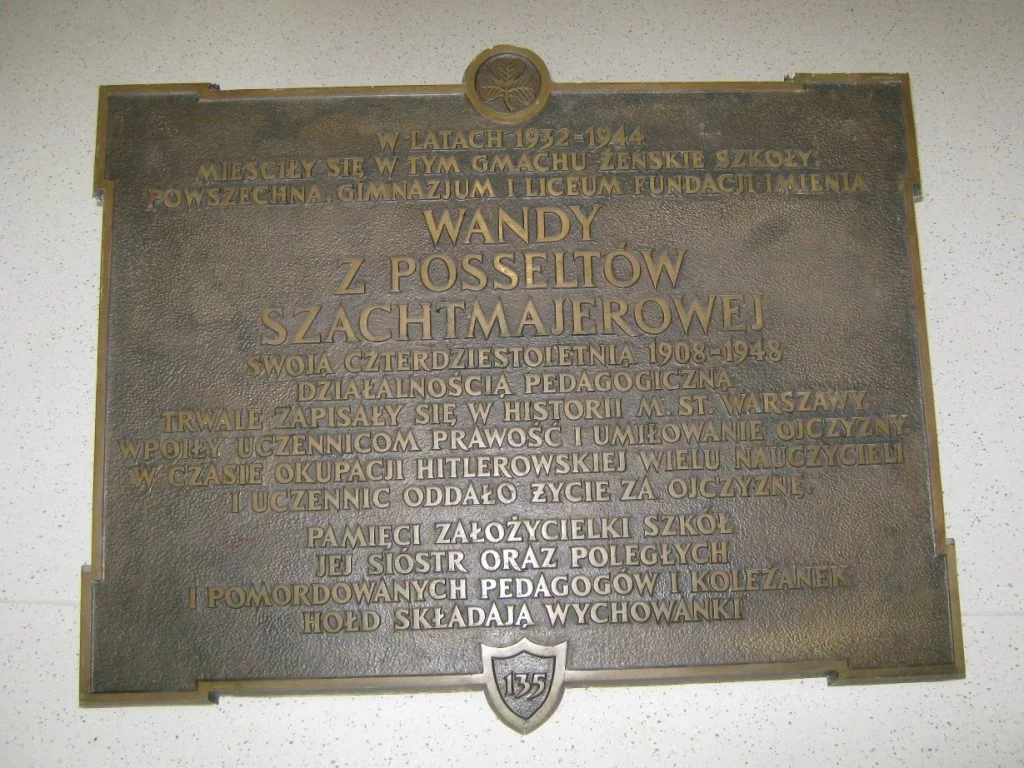 W LATACH 1932-1944
MIEŚCIŁY SIĘ W TYM GMACHU ŻEŃSKIE SZKOŁY:
POWSZECHNA, GIMNAZJUM I LICEUM FUNDACJI IMIENIA
WANDY
Z POSSELTÓW
SZACHTMAJEROWEJ
SWOJĄ CZTERDZIESTOLETNIĄ 1908-1948
DZIAŁALNOŚCIĄ PEDAGOGICZNĄ
TRWALE ZAPISAŁY SIĘ W HISTORII M. ST. WARSZAWY.
WPOIŁY UCZENNICOM PRAWOŚĆ I UMIŁOWANIE OJCZYZNY.
W CZASIE OKUPACJI HITLEROWSKIEJ WIELU NAUCZYCIELI
I UCZENNIC ODDAŁO ŻYCIE ZA OJCZYZNĘ.
PAMIĘCI ZAŁOŻYCIELKI SZKÓŁ
JEJ SIÓSTR ORAZ POLEGŁYCH
I POMORDOWANYCH PEDAGOGÓW I KOLEŻANEK
HOŁD SKŁADAJĄ WYCHOWANKI
135